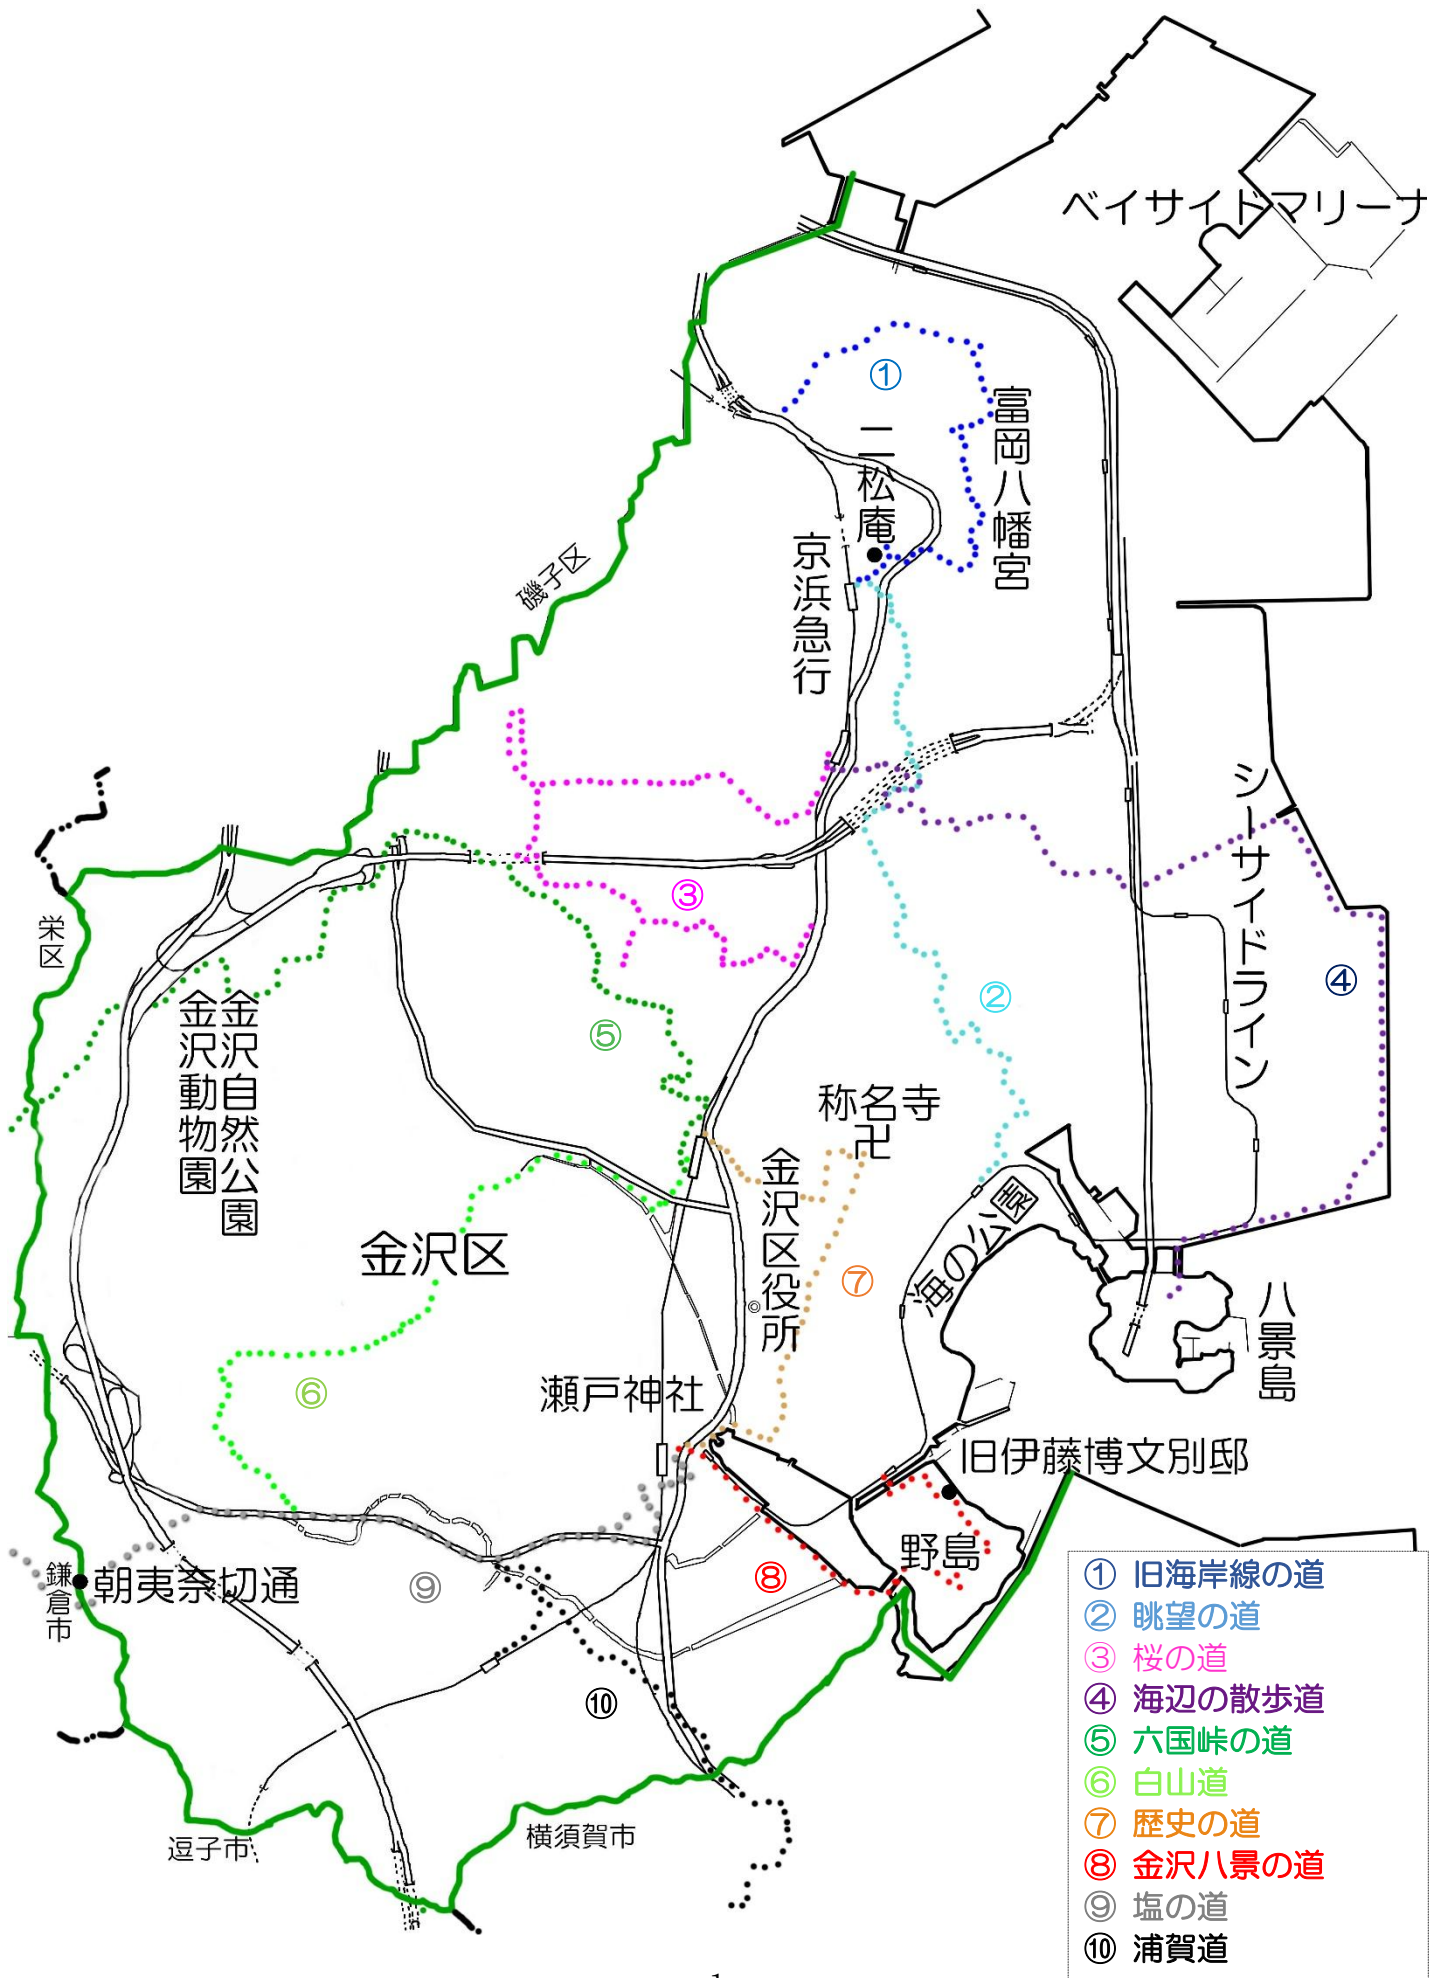 ベイサイドマリーナ
①
富岡八幡宮
二松庵
京浜急行
磯子区
シーサイドライン
栄区
③
④
②
⑤
金沢自然公園
金沢動物園
称名寺
卍
金沢区役所
海の公園
金沢区
⑦
八景島
⑥
瀬戸神社
旧伊藤博文別邸
野島
⑧
⑨
鎌倉市
朝夷奈切通
⑩
逗子市
横須賀市
① 旧海岸線の道
② 眺望の道
③ 桜の道
④ 海辺の散歩道
⑤ 六国峠の道
⑥ 白山道
⑦ 歴史の道
⑧ 金沢八景の道
⑨ 塩の道
⑩ 浦賀道
1